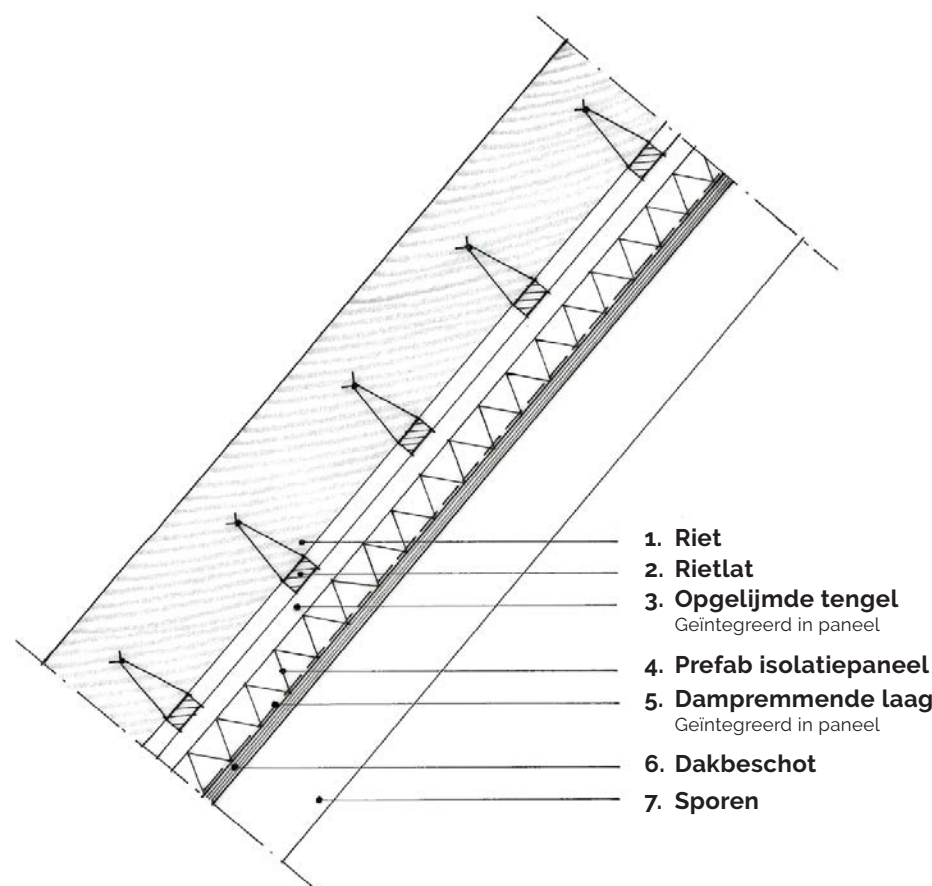 1. Riet
2. Rietlat
3. Opgelijmde tengel
Geïntegreerd in paneel
4. Prefab isolatiepaneel
5. Dampremmende laag
Geïntegreerd in paneel
6. Dakbeschot
7. Sporen